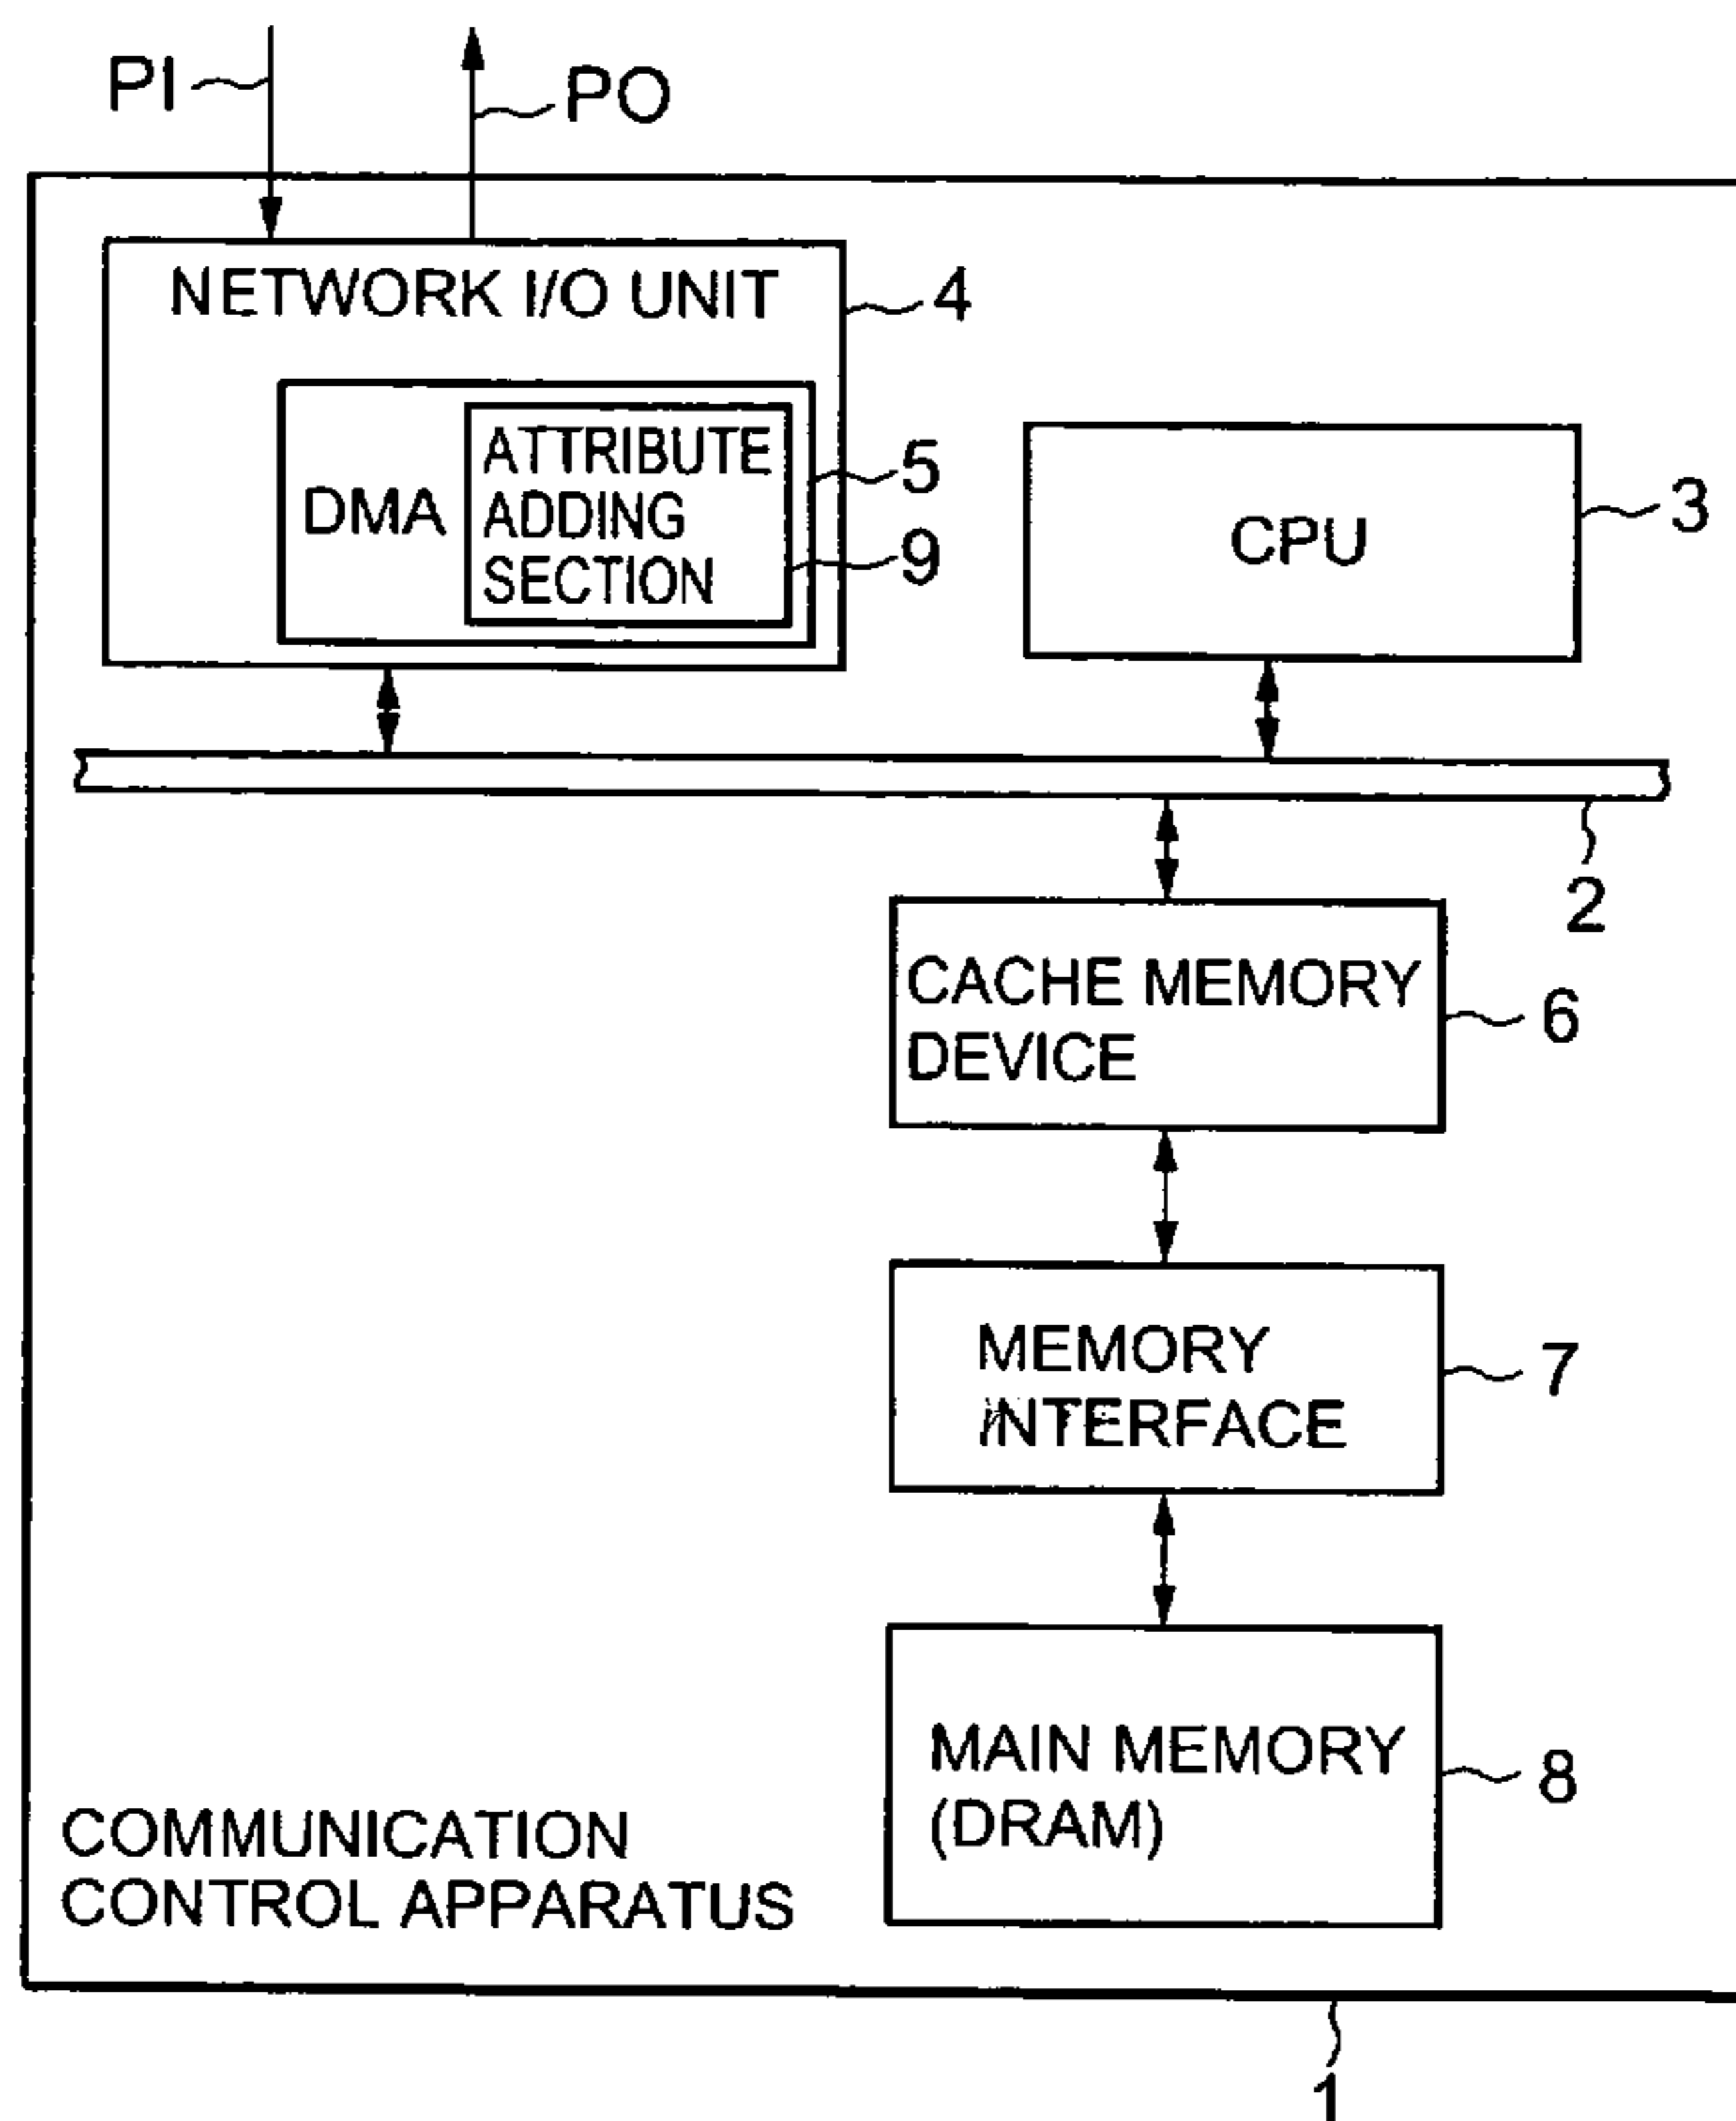 PI
PO
NETWORK I/O UNIT
4
DMA
ATTRIBUTE
ADDING
SECTION
5
9
CPU
3
2
CACHE MEMORY
DEVICE
6
MEMORY
INTERFACE
7
MAIN MEMORY
(DRAM)
8
COMMUNICATION
CONTROL APPARATUS
1